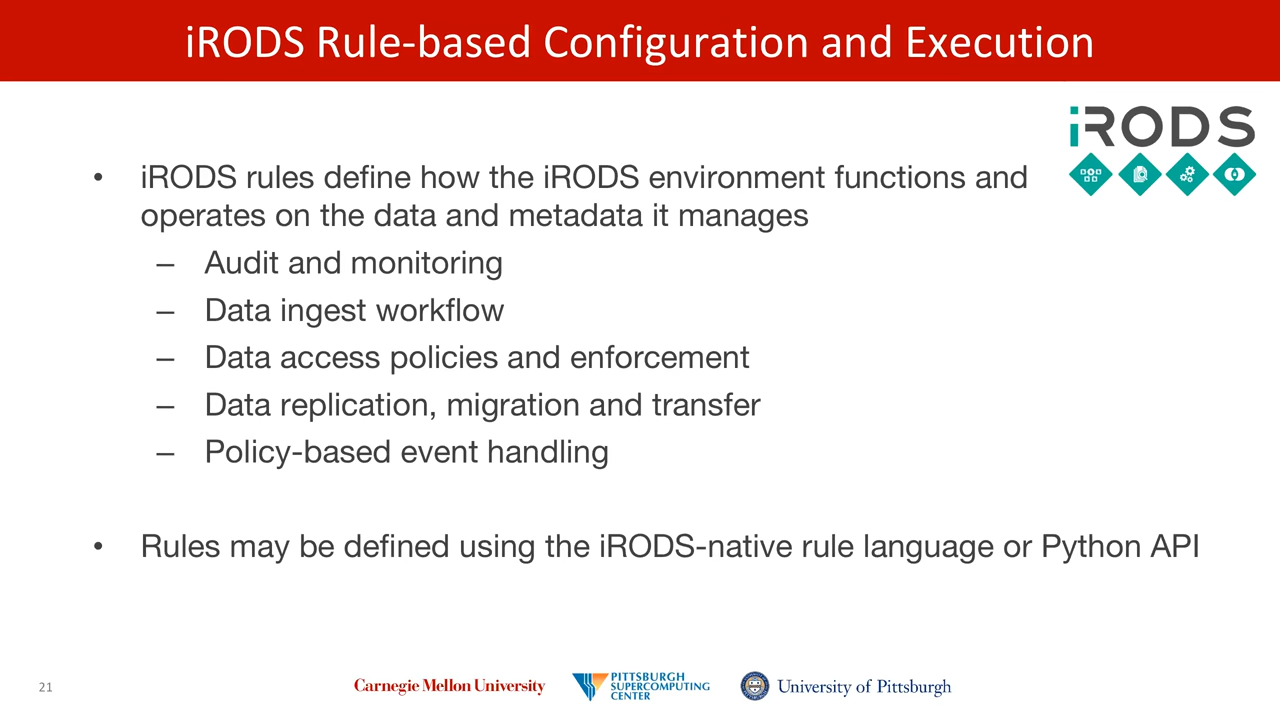 iRODS Rule-based Configuration and Execution
iRODS
• iRODS rules define how the iRODS environment functions and
operates on the data and metadata it manages
– Audit and monitoring
– Data ingest workflow
– Data access policies and enforcement
– Data replication, migration and transfer
– Policy-based event handling
• Rules may be defined using the iRODS-native rule language or Python API
21
Carnegie Mellon University
PITTSBURGH
SUPERCOMPUTING
CENTER
University of Pittsburgh